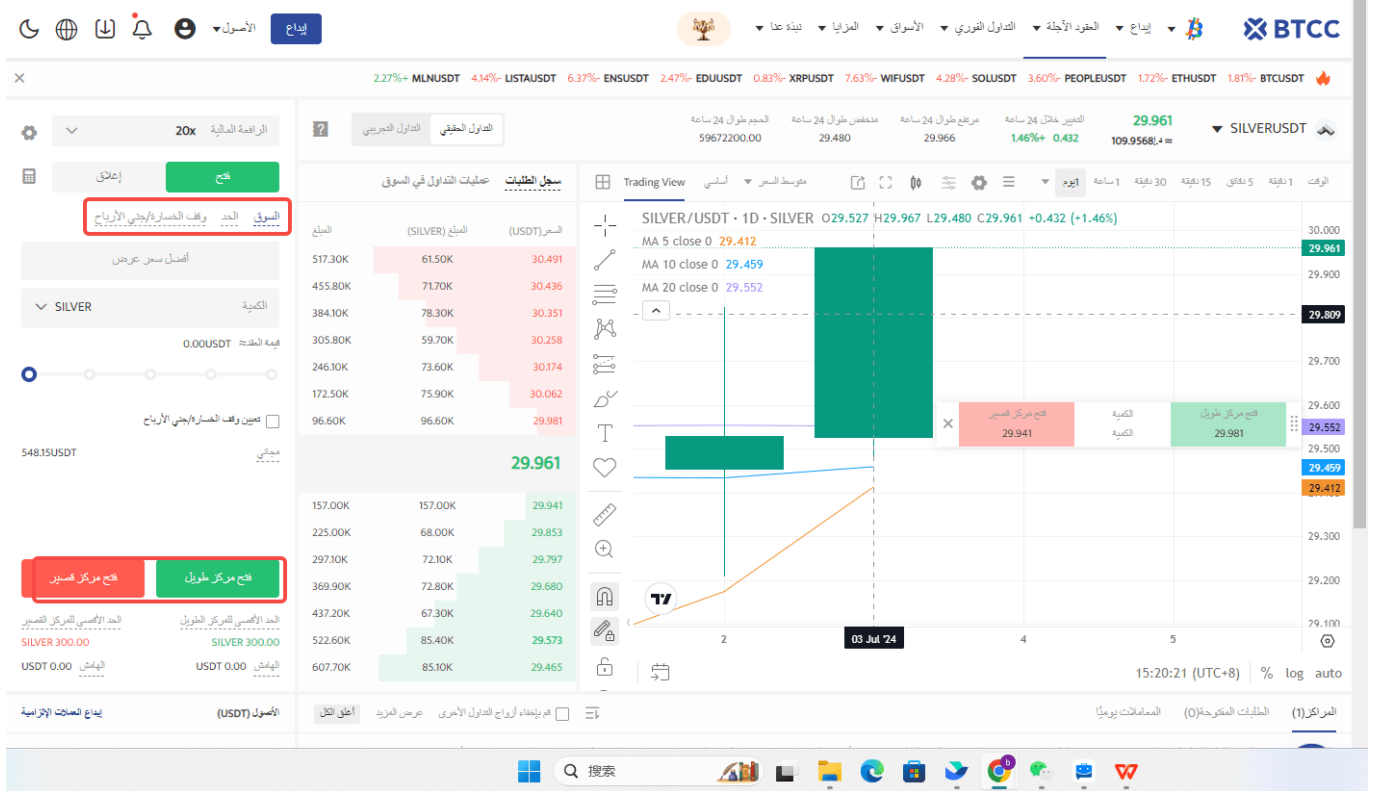 BTCC
إيداع
العقود الآجلة
التداول الفوري
الأسواق
المزايا
نبذة عنا
إيداع
الأصول
BTCUSDT -1.81%
ETHUSDT -1.72%
PEOPLEUSDT -3.60%
SOLUSDT -4.28%
WIFUSDT -7.63%
XRPUSDT -0.83%
EDUUSDT -2.47%
ENSUSDT -6.37%
LISTAUSDT -4.14%
MLNUSDT +2.27%
SILVERUSDT
29.961
109.9568
التغيير خلال 24 ساعة
0.432 +1.46%
مرتفع طوال 24 ساعة
29.966
منخفض طوال 24 ساعة
29.480
الحجم طوال 24 ساعة
59672200.00
التداول الحقيقي
التداول التجريبي
الرافعة المالية 20x
الوقت 1 دقيقة 5 دقائق 15 دقيقة 30 دقيقة 1 ساعة 1يوم
متوسط السعر
أساسي Trading View
SILVER/USDT · 1D · SILVER O29.527 H29.967 L29.480 C29.961 +0.432 (+1.46%)
MA 5 close 0 29.412
MA 10 close 0 29.459
MA 20 close 0 29.552
30.000
29.961
29.900
29.809
29.700
29.600
29.552
29.500
29.459
29.412
29.300
29.200
29.100
فتح مركز طويل
29.981
الكمية
الكمية
فتح مركز قصير
29.941
2
03 Jul '24
4
5
15:20:21 (UTC+8) % log auto
سجل الطلبات عمليات التداول في السوق
السعر(USDT) المبلغ (SILVER) المبلغ
30.491 61.50K 517.30K
30.436 71.70K 455.80K
30.351 78.30K 384.10K
30.258 59.70K 305.80K
30.174 73.60K 246.10K
30.062 75.90K 172.50K
29.981 96.60K 96.60K
29.961
29.941 157.00K 157.00K
29.853 68.00K 225.00K
29.797 72.10K 297.10K
29.680 72.80K 369.90K
29.640 67.30K 437.20K
29.573 85.40K 522.60K
29.465 85.10K 607.70K
فتح إغلاق
السوق الحد وقف الخسارة/جني الأرباح
أفضل سعر عرض
الكمية SILVER
قيمة العقد≈ 0.00USDT
تعيين وقف الخسارة/جني الأرباح
مجاني 548.15USDT
فتح مركز طويل فتح مركز قصير
الحد الأقصى للمركز الطويل الحد الأقصى للمركز القصير
SILVER 300.00 SILVER 300.00
الهامش USDT 0.00 الهامش USDT 0.00
المراكز(1) الطلبات المفتوحة(0) المعاملات يوميًا
قم بإخفاء أزواج التداول الأخرى عرض المزيد أغلق الكل
الأصول (USDT) إيداع العملات الإلزامية
搜索